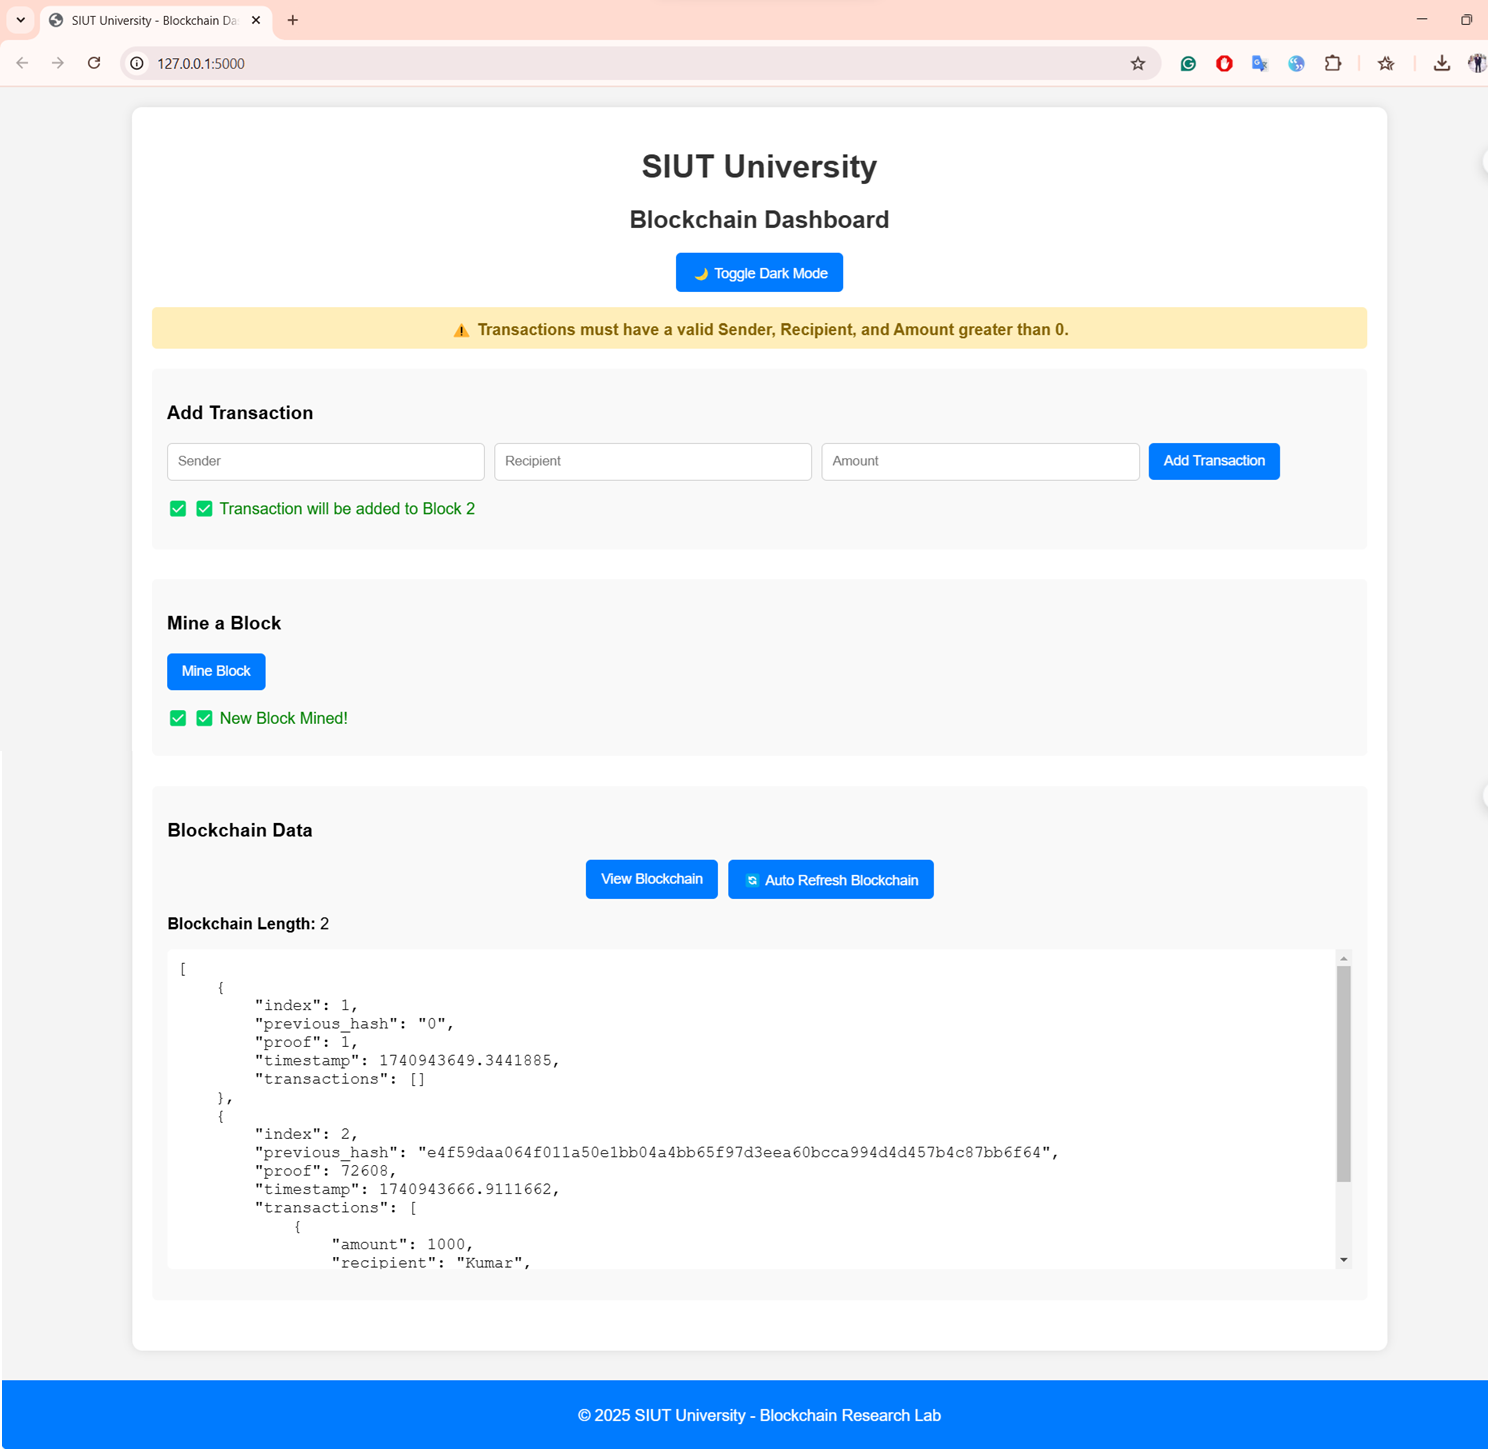 SIUT University - Blockchain Da
127.0.0.1:5000
SIUT University
Blockchain Dashboard
🌙 Toggle Dark Mode
⚠️ Transactions must have a valid Sender, Recipient, and Amount greater than 0.
Add Transaction
Sender Recipient Amount Add Transaction
✅ ✅ Transaction will be added to Block 2
Mine a Block
Mine Block
✅ ✅ New Block Mined!
Blockchain Data
View Blockchain 🔄 Auto Refresh Blockchain
Blockchain Length: 2
[
    {
        "index": 1,
        "previous_hash": "0",
        "proof": 1,
        "timestamp": 1740943649.3441885,
        "transactions": []
    },
    {
        "index": 2,
        "previous_hash": "e4f59daa064f011a50e1bb04a4bb65f97d3eea60bcca994d4d457b4c87bb6f64",
        "proof": 72608,
        "timestamp": 1740943666.9111662,
        "transactions": [
            {
                "amount": 1000,
                "recipient": "Kumar",
© 2025 SIUT University - Blockchain Research Lab